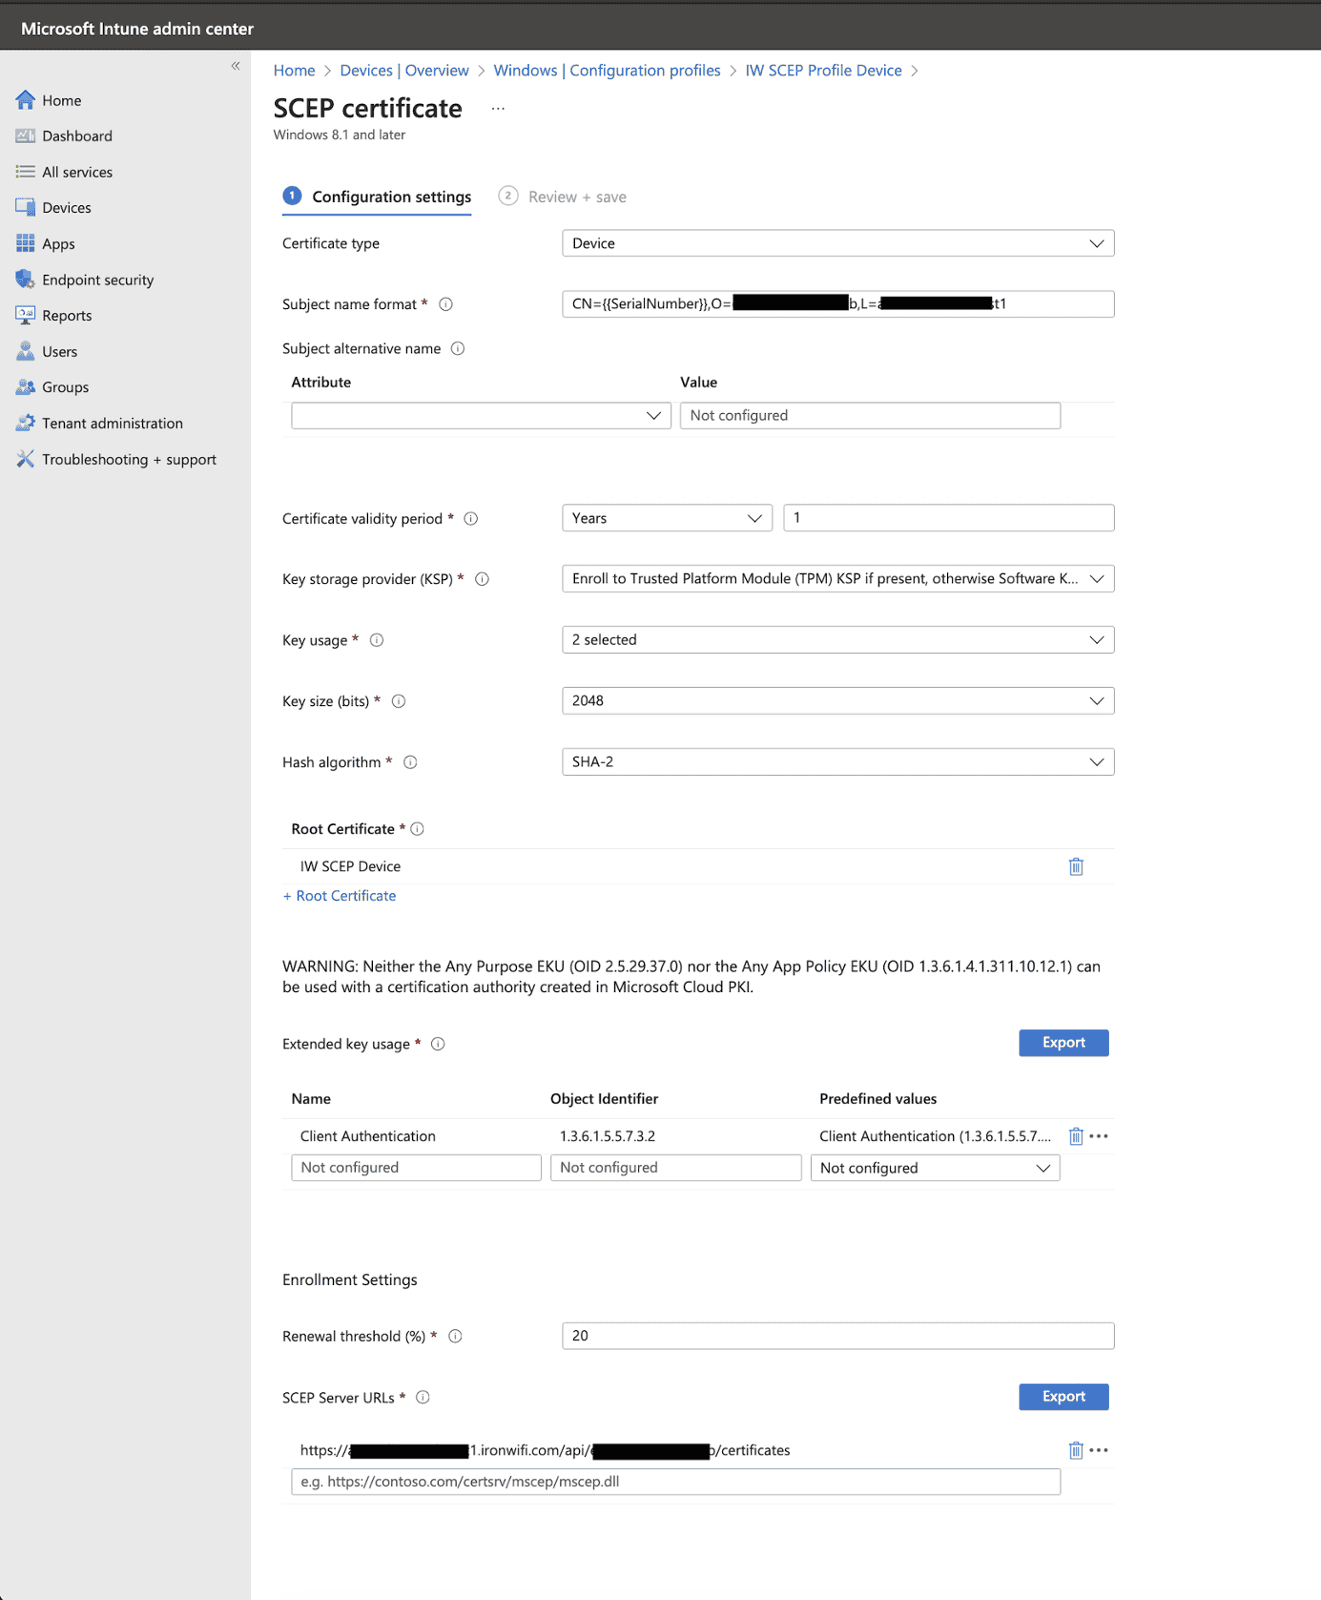 Microsoft Intune admin center
«
Home > Devices | Overview > Windows | Configuration profiles > IW SCEP Profile Device >
Home
Dashboard
All services
Devices
Apps
Endpoint security
Reports
Users
Groups
Tenant administration
Troubleshooting + support
SCEP certificate ...
Windows 8.1 and later
1 Configuration settings 2 Review + save
Certificate type Device
Subject name format * CN={{SerialNumber}},O= b,L= t1
Subject alternative name
Attribute Value
Not configured
Certificate validity period * Years 1
Key storage provider (KSP) * Enroll to Trusted Platform Module (TPM) KSP if present, otherwise Software K...
Key usage * 2 selected
Key size (bits) * 2048
Hash algorithm * SHA-2
Root Certificate *
IW SCEP Device
+ Root Certificate
WARNING: Neither the Any Purpose EKU (OID 2.5.29.37.0) nor the Any App Policy EKU (OID 1.3.6.1.4.1.311.10.12.1) can
be used with a certification authority created in Microsoft Cloud PKI.
Extended key usage * Export
Name Object Identifier Predefined values
Client Authentication 1.3.6.1.5.5.7.3.2 Client Authentication (1.3.6.1.5.5.7.... ...
Not configured Not configured Not configured
Enrollment Settings
Renewal threshold (%) * 20
SCEP Server URLs * Export
https:// 1.ironwifi.com/api/ /certificates ...
e.g. https://contoso.com/certsrv/mscep/mscep.dll